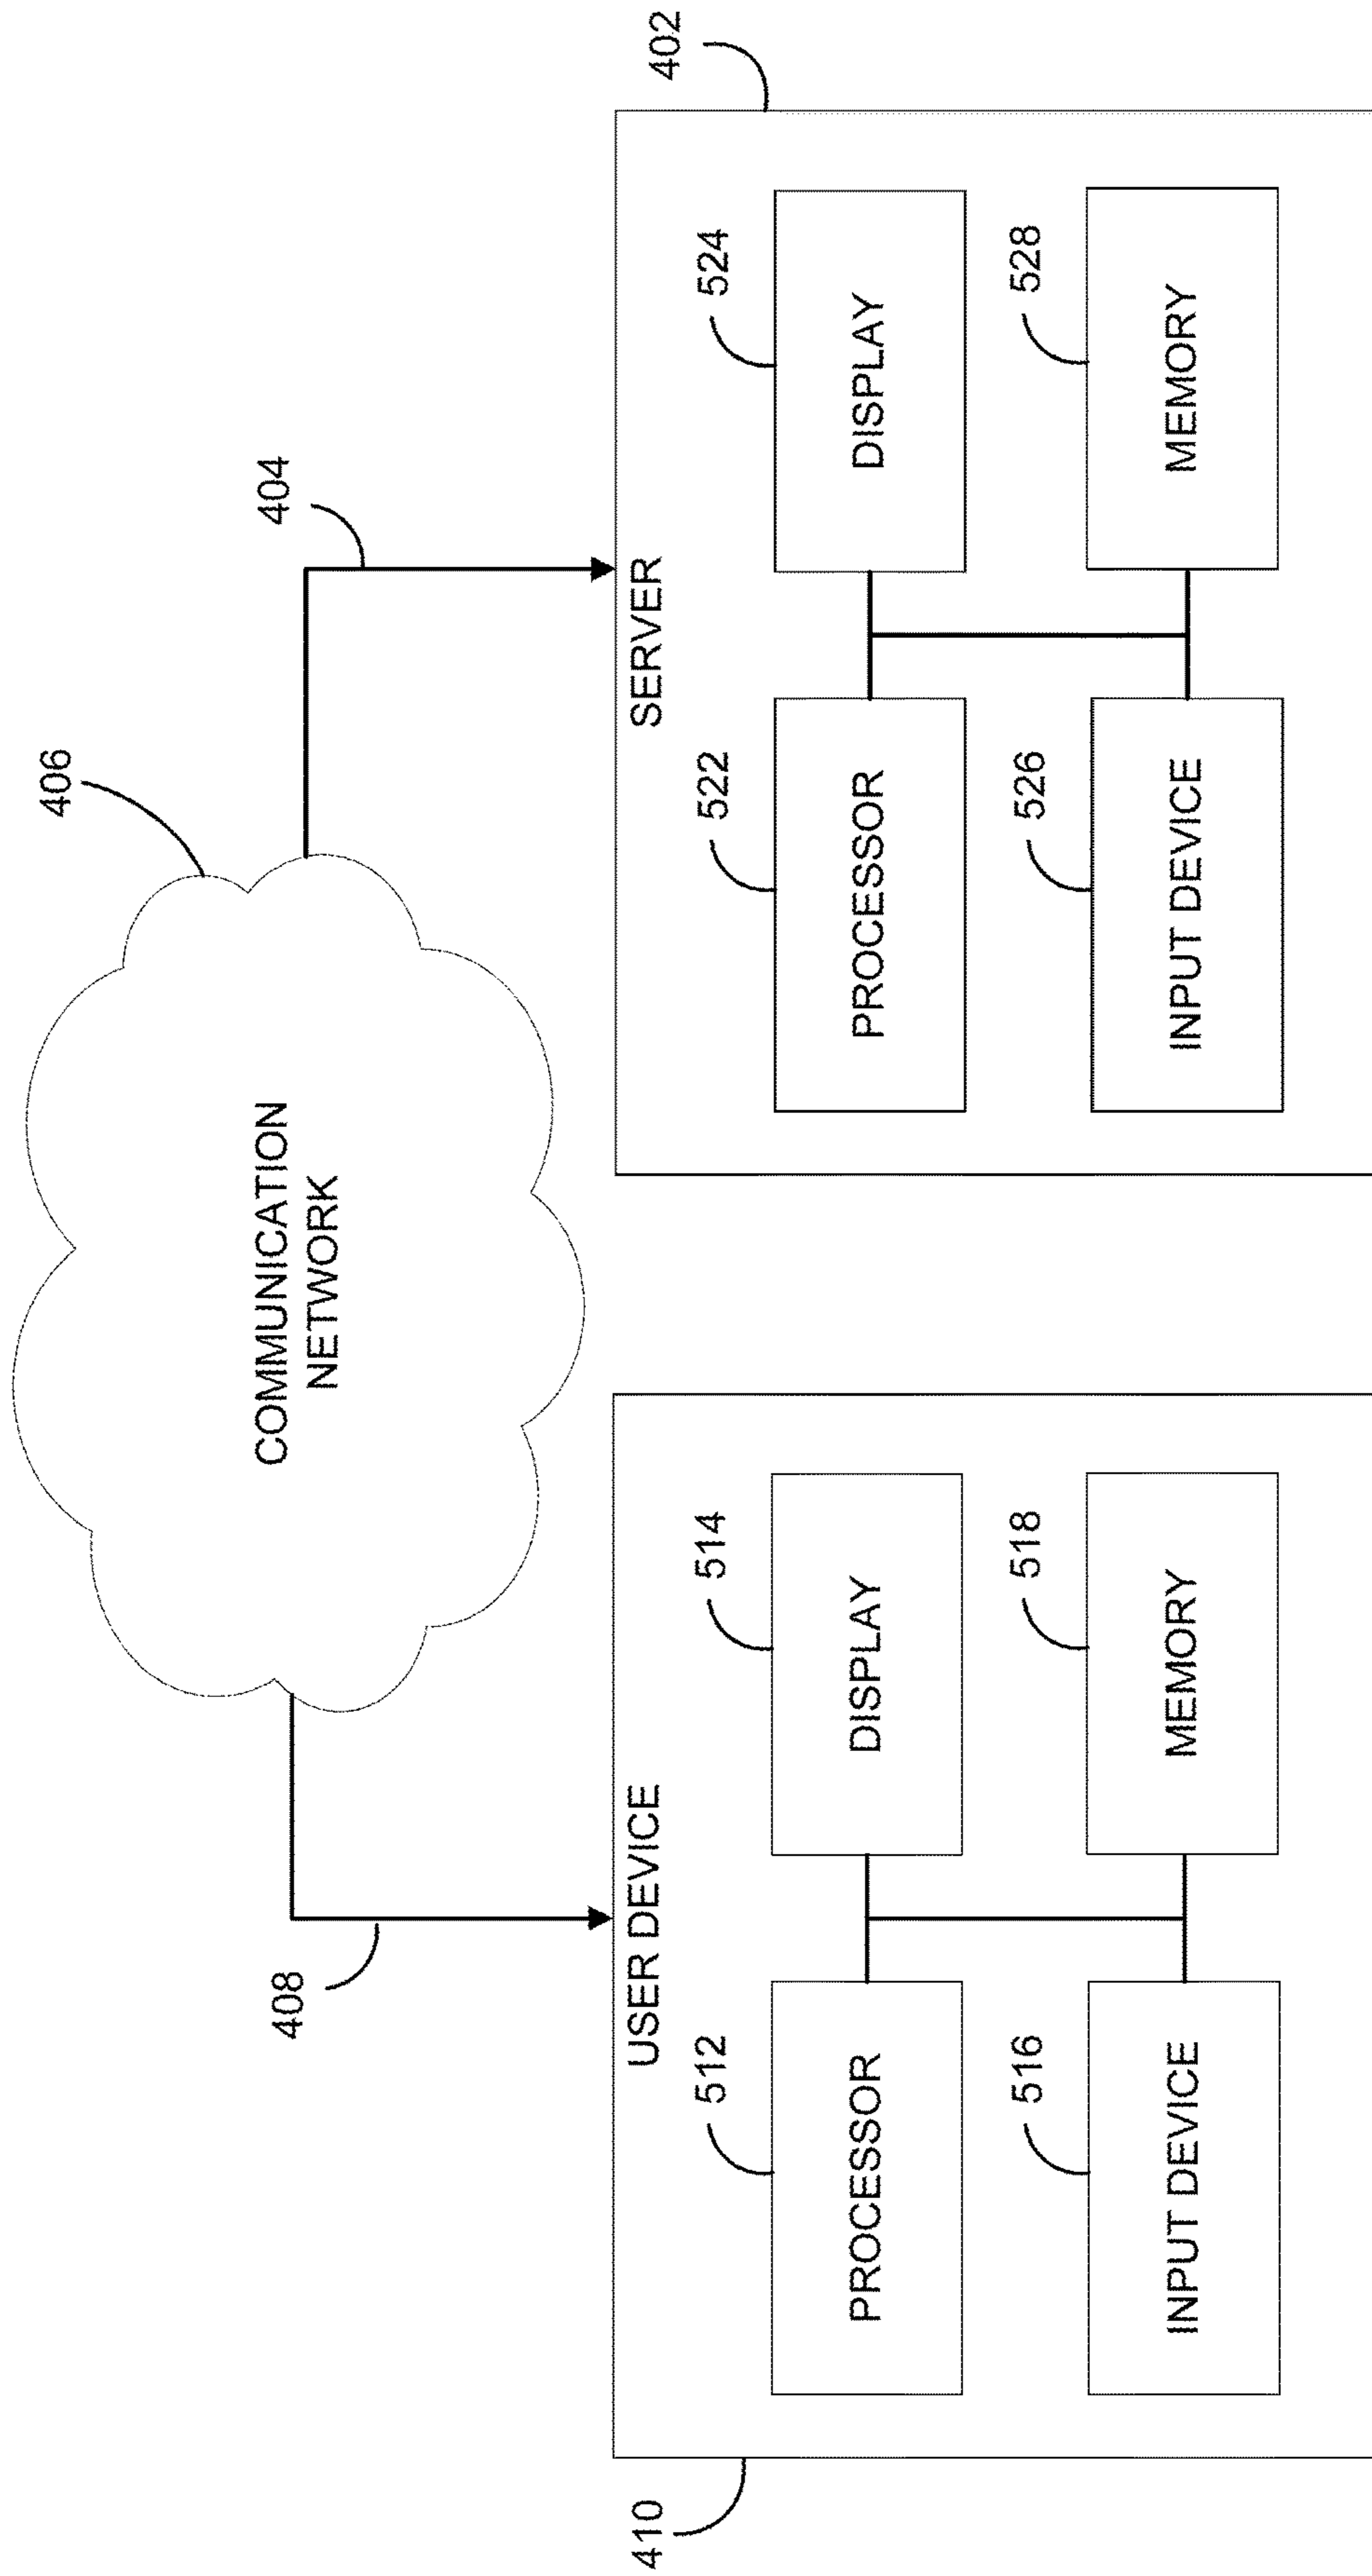 406
COMMUNICATION
NETWORK
408
404
410
USER DEVICE
512
PROCESSOR
514
DISPLAY
516
INPUT DEVICE
518
MEMORY
402
SERVER
522
PROCESSOR
524
DISPLAY
526
INPUT DEVICE
528
MEMORY